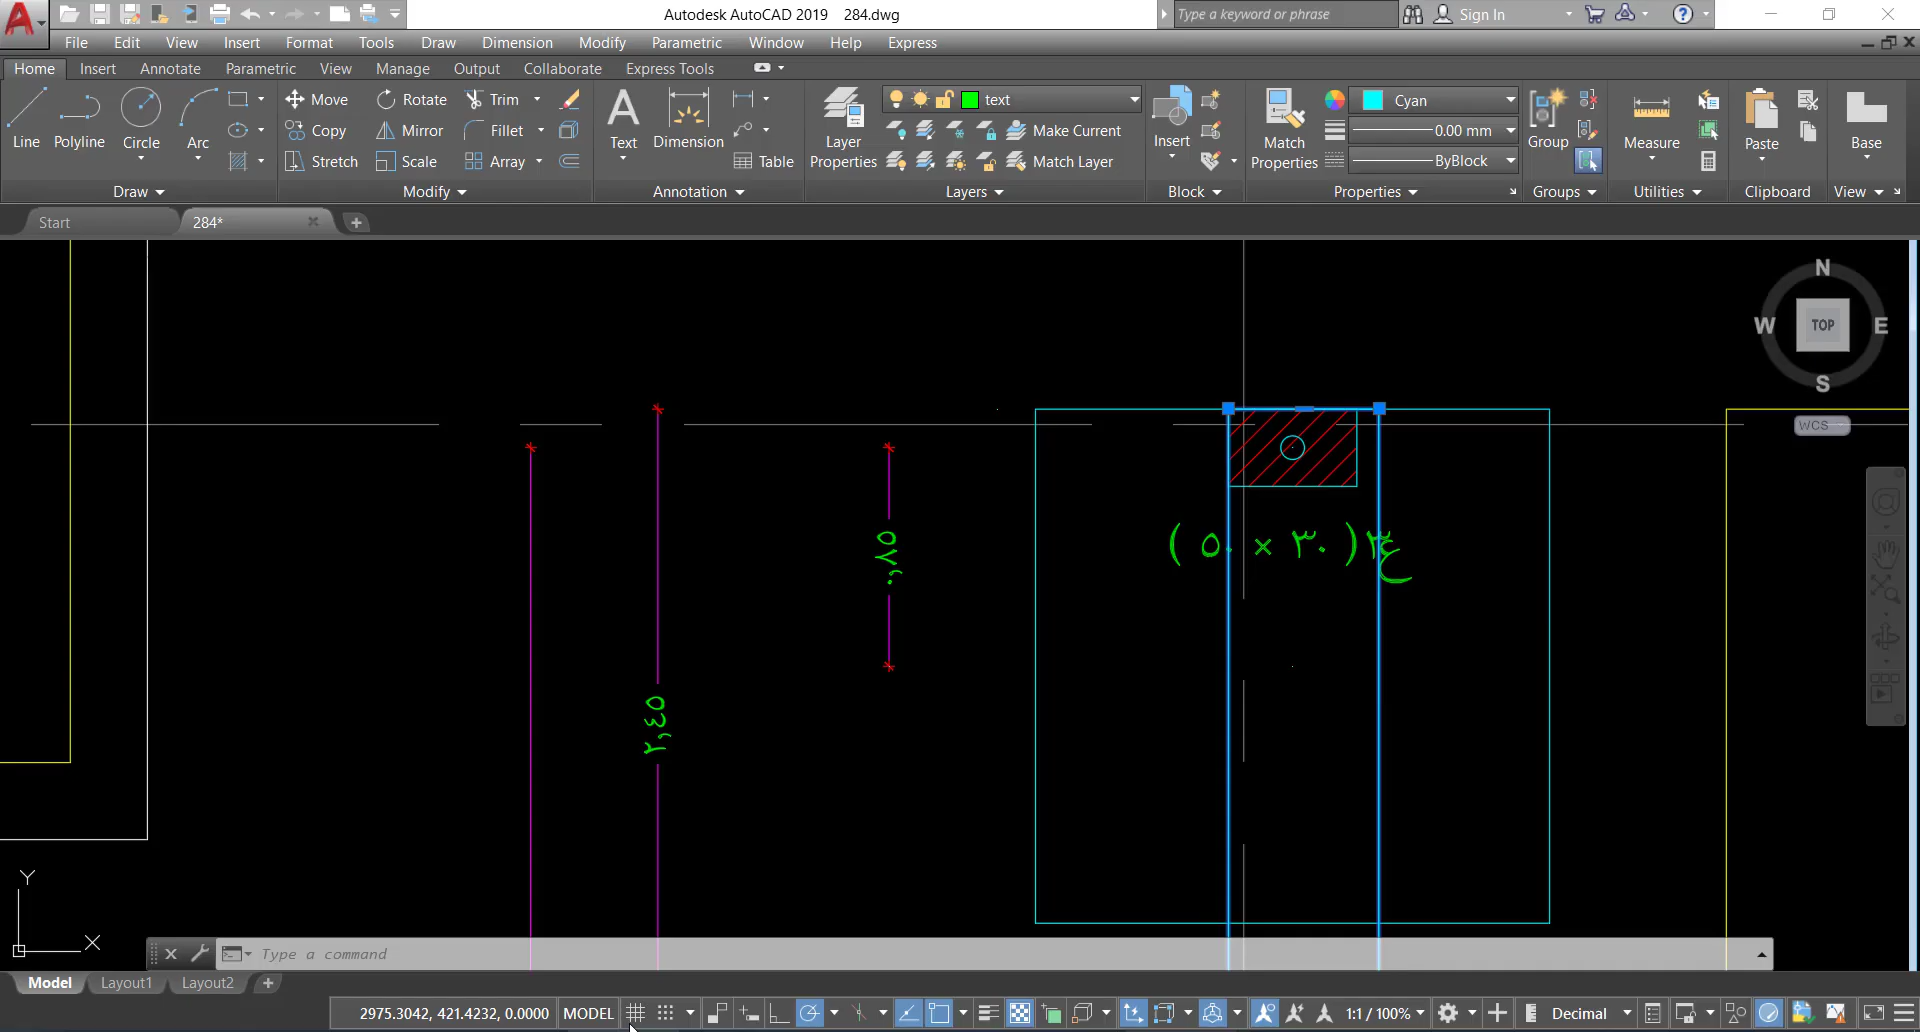 Autodesk AutoCAD 2019 284.dwg
Type a keyword or phrase
Sign In
File Edit View Insert Format Tools Draw Dimension Modify Parametric Window Help Express
Home Insert Annotate Parametric View Manage Output Collaborate Express Tools
Line Polyline Circle Arc
Move Rotate Trim
Copy Mirror Fillet
Stretch Scale Array
Text Dimension Table
Layer Properties
text
Make Current
Match Layer
Insert
Match Properties
Cyan
0.00 mm
ByBlock
Group
Measure
Paste
Base
Draw Modify Annotation Layers Block Properties Groups Utilities Clipboard View
Start 284*
N
W TOP E
S
WCS
ح٣( ٣٠ × ٥٠ )
٥٧،٠
٢،٤٥
Y
X
Type a command
Model Layout1 Layout2
2975.3042, 421.4232, 0.0000 MODEL 1:1 / 100% Decimal